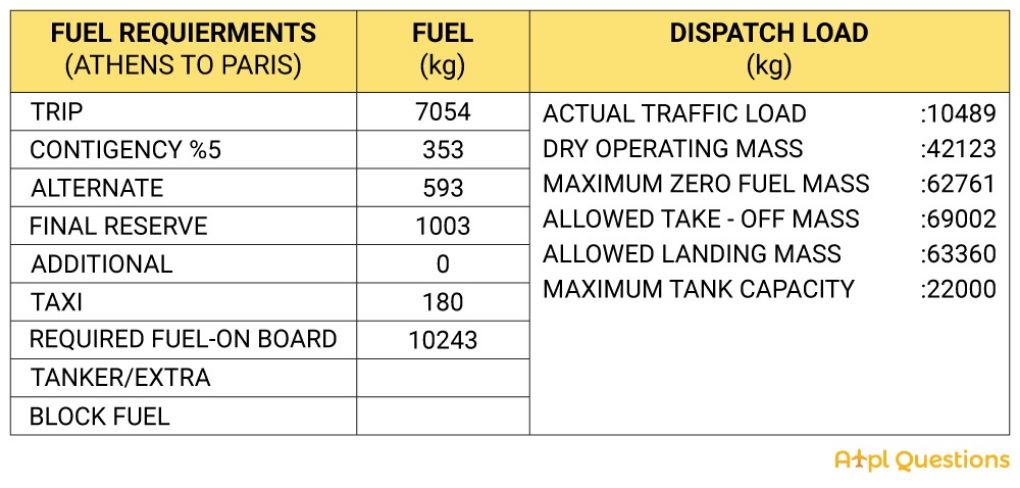 FUEL REQUIERMENTS
(ATHENS TO PARIS)
FUEL
(kg)
DISPATCH LOAD
(kg)
TRIP 7054
CONTIGENCY %5 353
ALTERNATE 593
FINAL RESERVE 1003
ADDITIONAL 0
TAXI 180
REQUIRED FUEL-ON BOARD 10243
TANKER/EXTRA
BLOCK FUEL
ACTUAL TRAFFIC LOAD :10489
DRY OPERATING MASS :42123
MAXIMUM ZERO FUEL MASS :62761
ALLOWED TAKE - OFF MASS :69002
ALLOWED LANDING MASS :63360
MAXIMUM TANK CAPACITY :22000
Atpl Questions